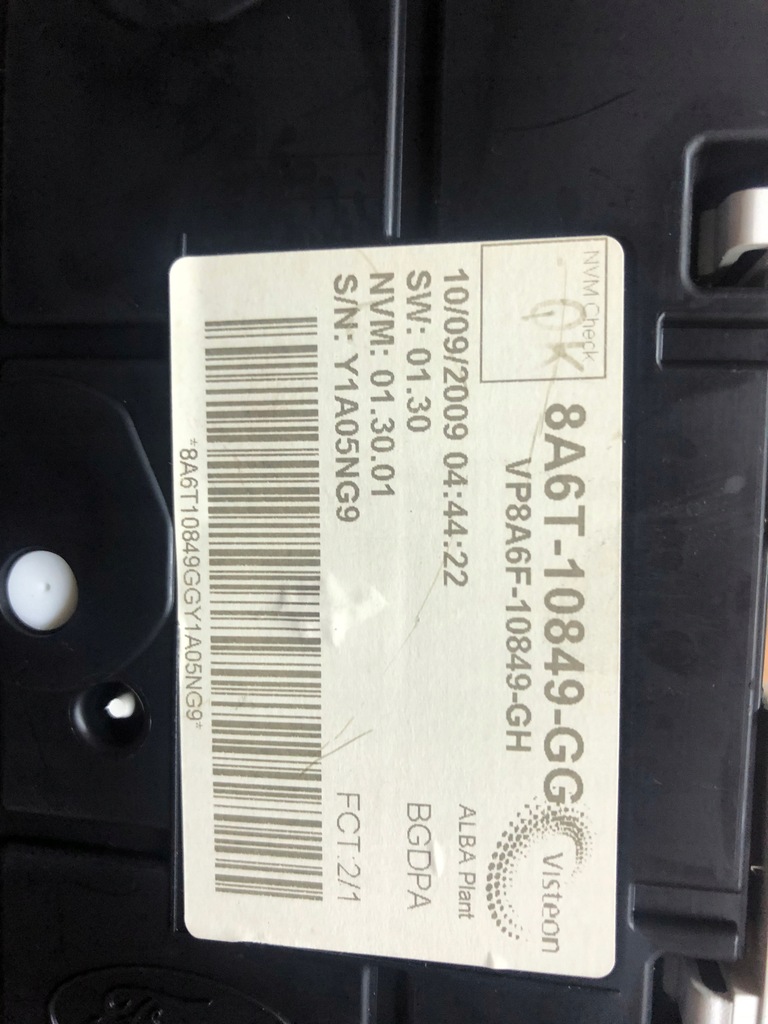 NVM Check
OK
8A6T-10849-GG
VP8A6F-10849-GH
Visteon
10/09/2009 04:44:22
ALBA Plant
SW: 01.30
BGDPA
NVM: 01.30.01
S/N: Y1A05NG9
FCT:2/1
*8A6T10849GGY1A05NG9*